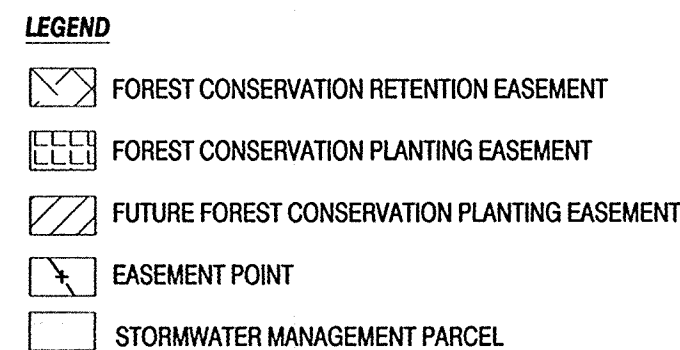 LEGEND
FOREST CONSERVATION RETENTION EASEMENT
FOREST CONSERVATION PLANTING EASEMENT
FUTURE FOREST CONSERVATION PLANTING EASEMENT
EASEMENT POINT
STORMWATER MANAGEMENT PARCEL